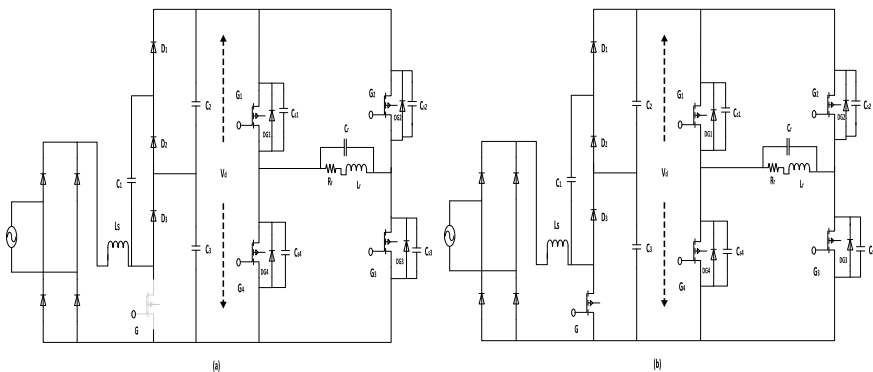 D1
G1
Cs1
DG1
C2
G2
Cs2
DG2
Cr
D2
C1
Vd
Rr
Lr
D3
Ls
C3
Cs4
DG4
G4
Cs3
DG3
G3
G
(a)
D1
G1
Cs1
DG1
C2
G2
Cs2
DG2
Cr
D2
C1
Vd
Rr
Lr
D3
Ls
C3
Cs4
DG4
G4
DG3
G3
G
(b)